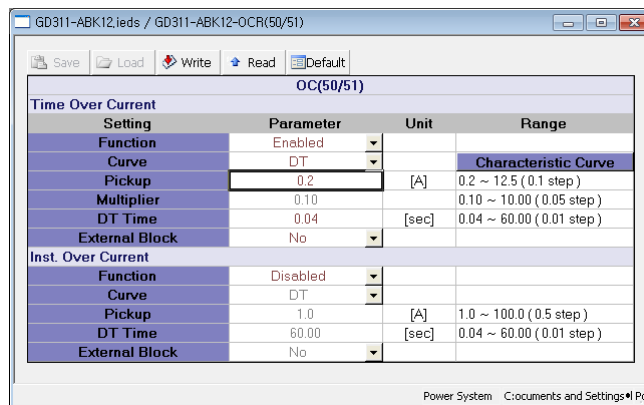 GD311-ABK12.ieds / GD311-ABK12-OCR(50/51)
Save Load Write Read Default
OC(50/51)
Time Over Current
Setting Parameter Unit Range
Function Enabled
Curve DT Characteristic Curve
Pickup 0.2 [A] 0.2 ~ 12.5 ( 0.1 step )
Multiplier 0.10 0.10 ~ 10.00 ( 0.05 step )
DT Time 0.04 [sec] 0.04 ~ 60.00 ( 0.01 step )
External Block No
Inst. Over Current
Function Disabled
Curve DT
Pickup 1.0 [A] 1.0 ~ 100.0 ( 0.5 step )
DT Time 60.00 [sec] 0.04 ~ 60.00 ( 0.01 step )
External Block No
Power System C:ocuments and Settings